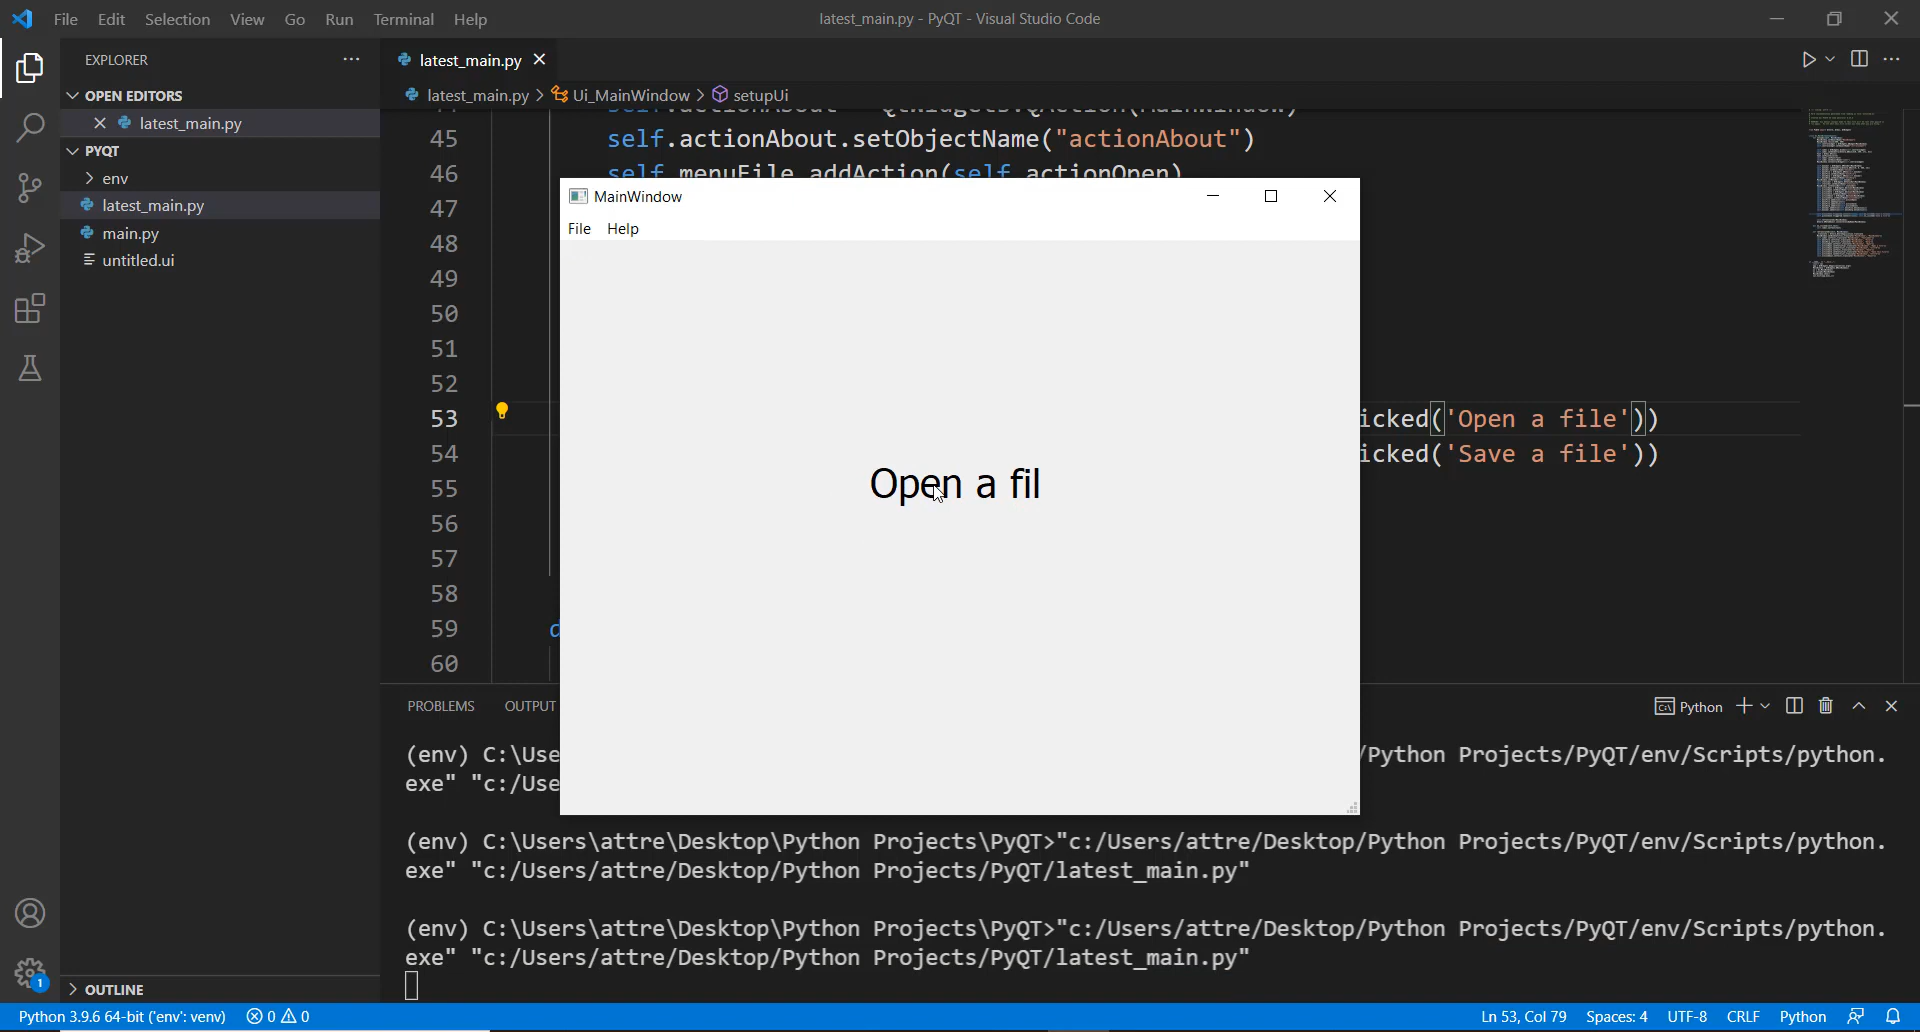 File Edit Selection View Go Run Terminal Help
latest_main.py - PyQT - Visual Studio Code
EXPLORER
OPEN EDITORS
latest_main.py
PYQT
env
latest_main.py
main.py
untitled.ui
OUTLINE
latest_main.py
latest_main.py > Ui_MainWindow > setupUi
45 self.actionAbout.setObjectName("actionAbout")
46 self.menuFile.addAction(self.actionOpen)
47
48
49
50
51
52
53 icked('Open a file'))
54 icked('Save a file'))
55
56
57
58
59
60
MainWindow
File Help
Open a fil
PROBLEMS OUTPUT
Python
(env) C:\Use /Python Projects/PyQT/env/Scripts/python.
exe" "c:/Use
(env) C:\Users\attre\Desktop\Python Projects\PyQT>"c:/Users/attre/Desktop/Python Projects/PyQT/env/Scripts/python.
exe" "c:/Users/attre/Desktop/Python Projects/PyQT/latest_main.py"
(env) C:\Users\attre\Desktop\Python Projects\PyQT>"c:/Users/attre/Desktop/Python Projects/PyQT/env/Scripts/python.
exe" "c:/Users/attre/Desktop/Python Projects/PyQT/latest_main.py"
1
Python 3.9.6 64-bit ('env': venv) 0 0
Ln 53, Col 79 Spaces: 4 UTF-8 CRLF Python